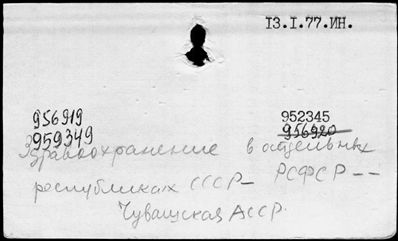 13.I.77.ИН.
956919
959349
952345
956920
Здравоохранение в отдельных
республиках СССР – РСФСР --
Чувашская АССР.